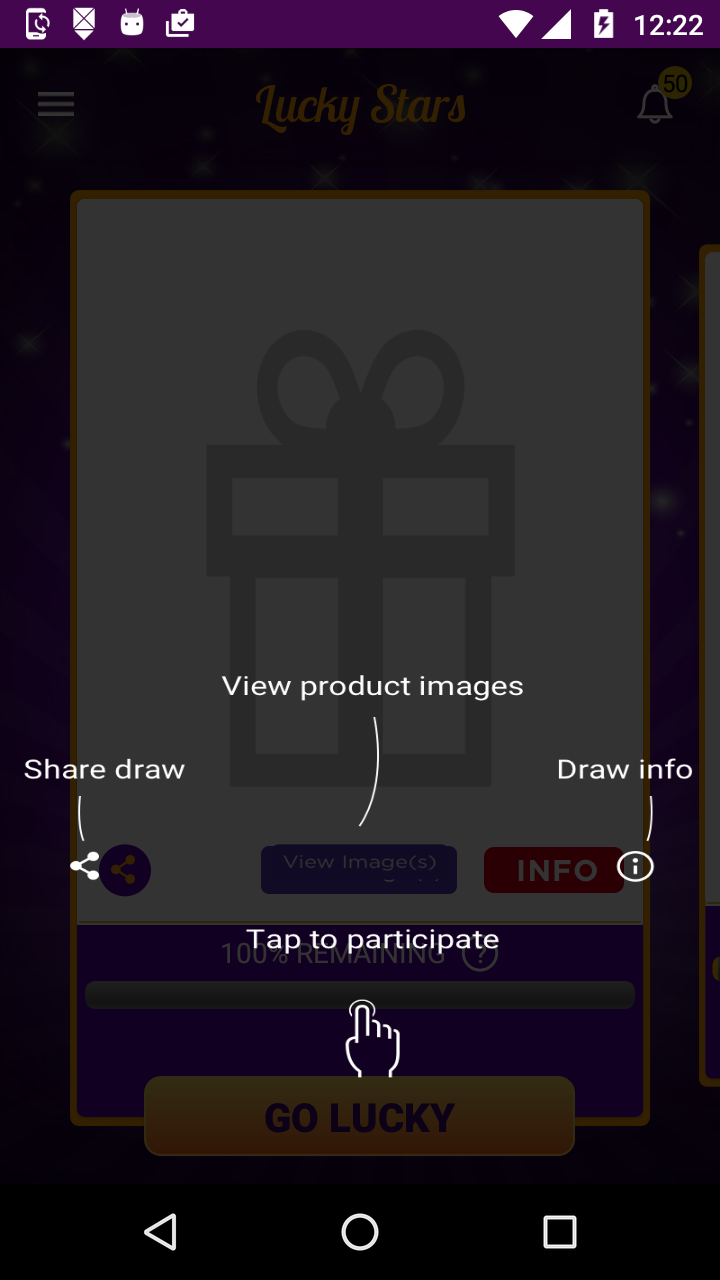 12:22
Lucky Stars
50
View product images
Share draw
Draw info
View Image(s)
INFO
Tap to participate
100% REMAINING ?
GO LUCKY